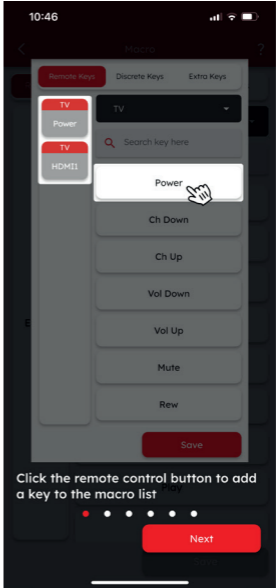 10:46
Macro
?
Remote Keys
Discrete Keys
Extra Keys
TV
Power
TV
HDMI1
TV
Search key here
Power
Ch Down
Ch Up
Vol Down
Vol Up
Mute
Rew
Save
Click the remote control button to add
a key to the macro list
Play
Next